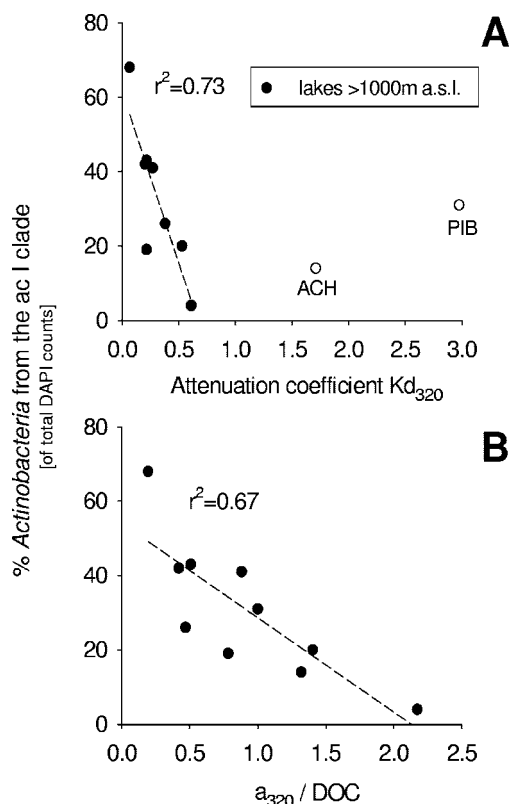 A
80
r²=0.73
lakes >1000m a.s.l.
60
40
PIB
20
ACH
0
0.0 0.5 1.0 1.5 2.0 2.5 3.0
Attenuation coefficient Kd₃₂₀
% Actinobacteria from the ac I clade
[of total DAPI counts]
B
80
r²=0.67
60
40
20
0
0.0 0.5 1.0 1.5 2.0 2.5
a₃₂₀ / DOC